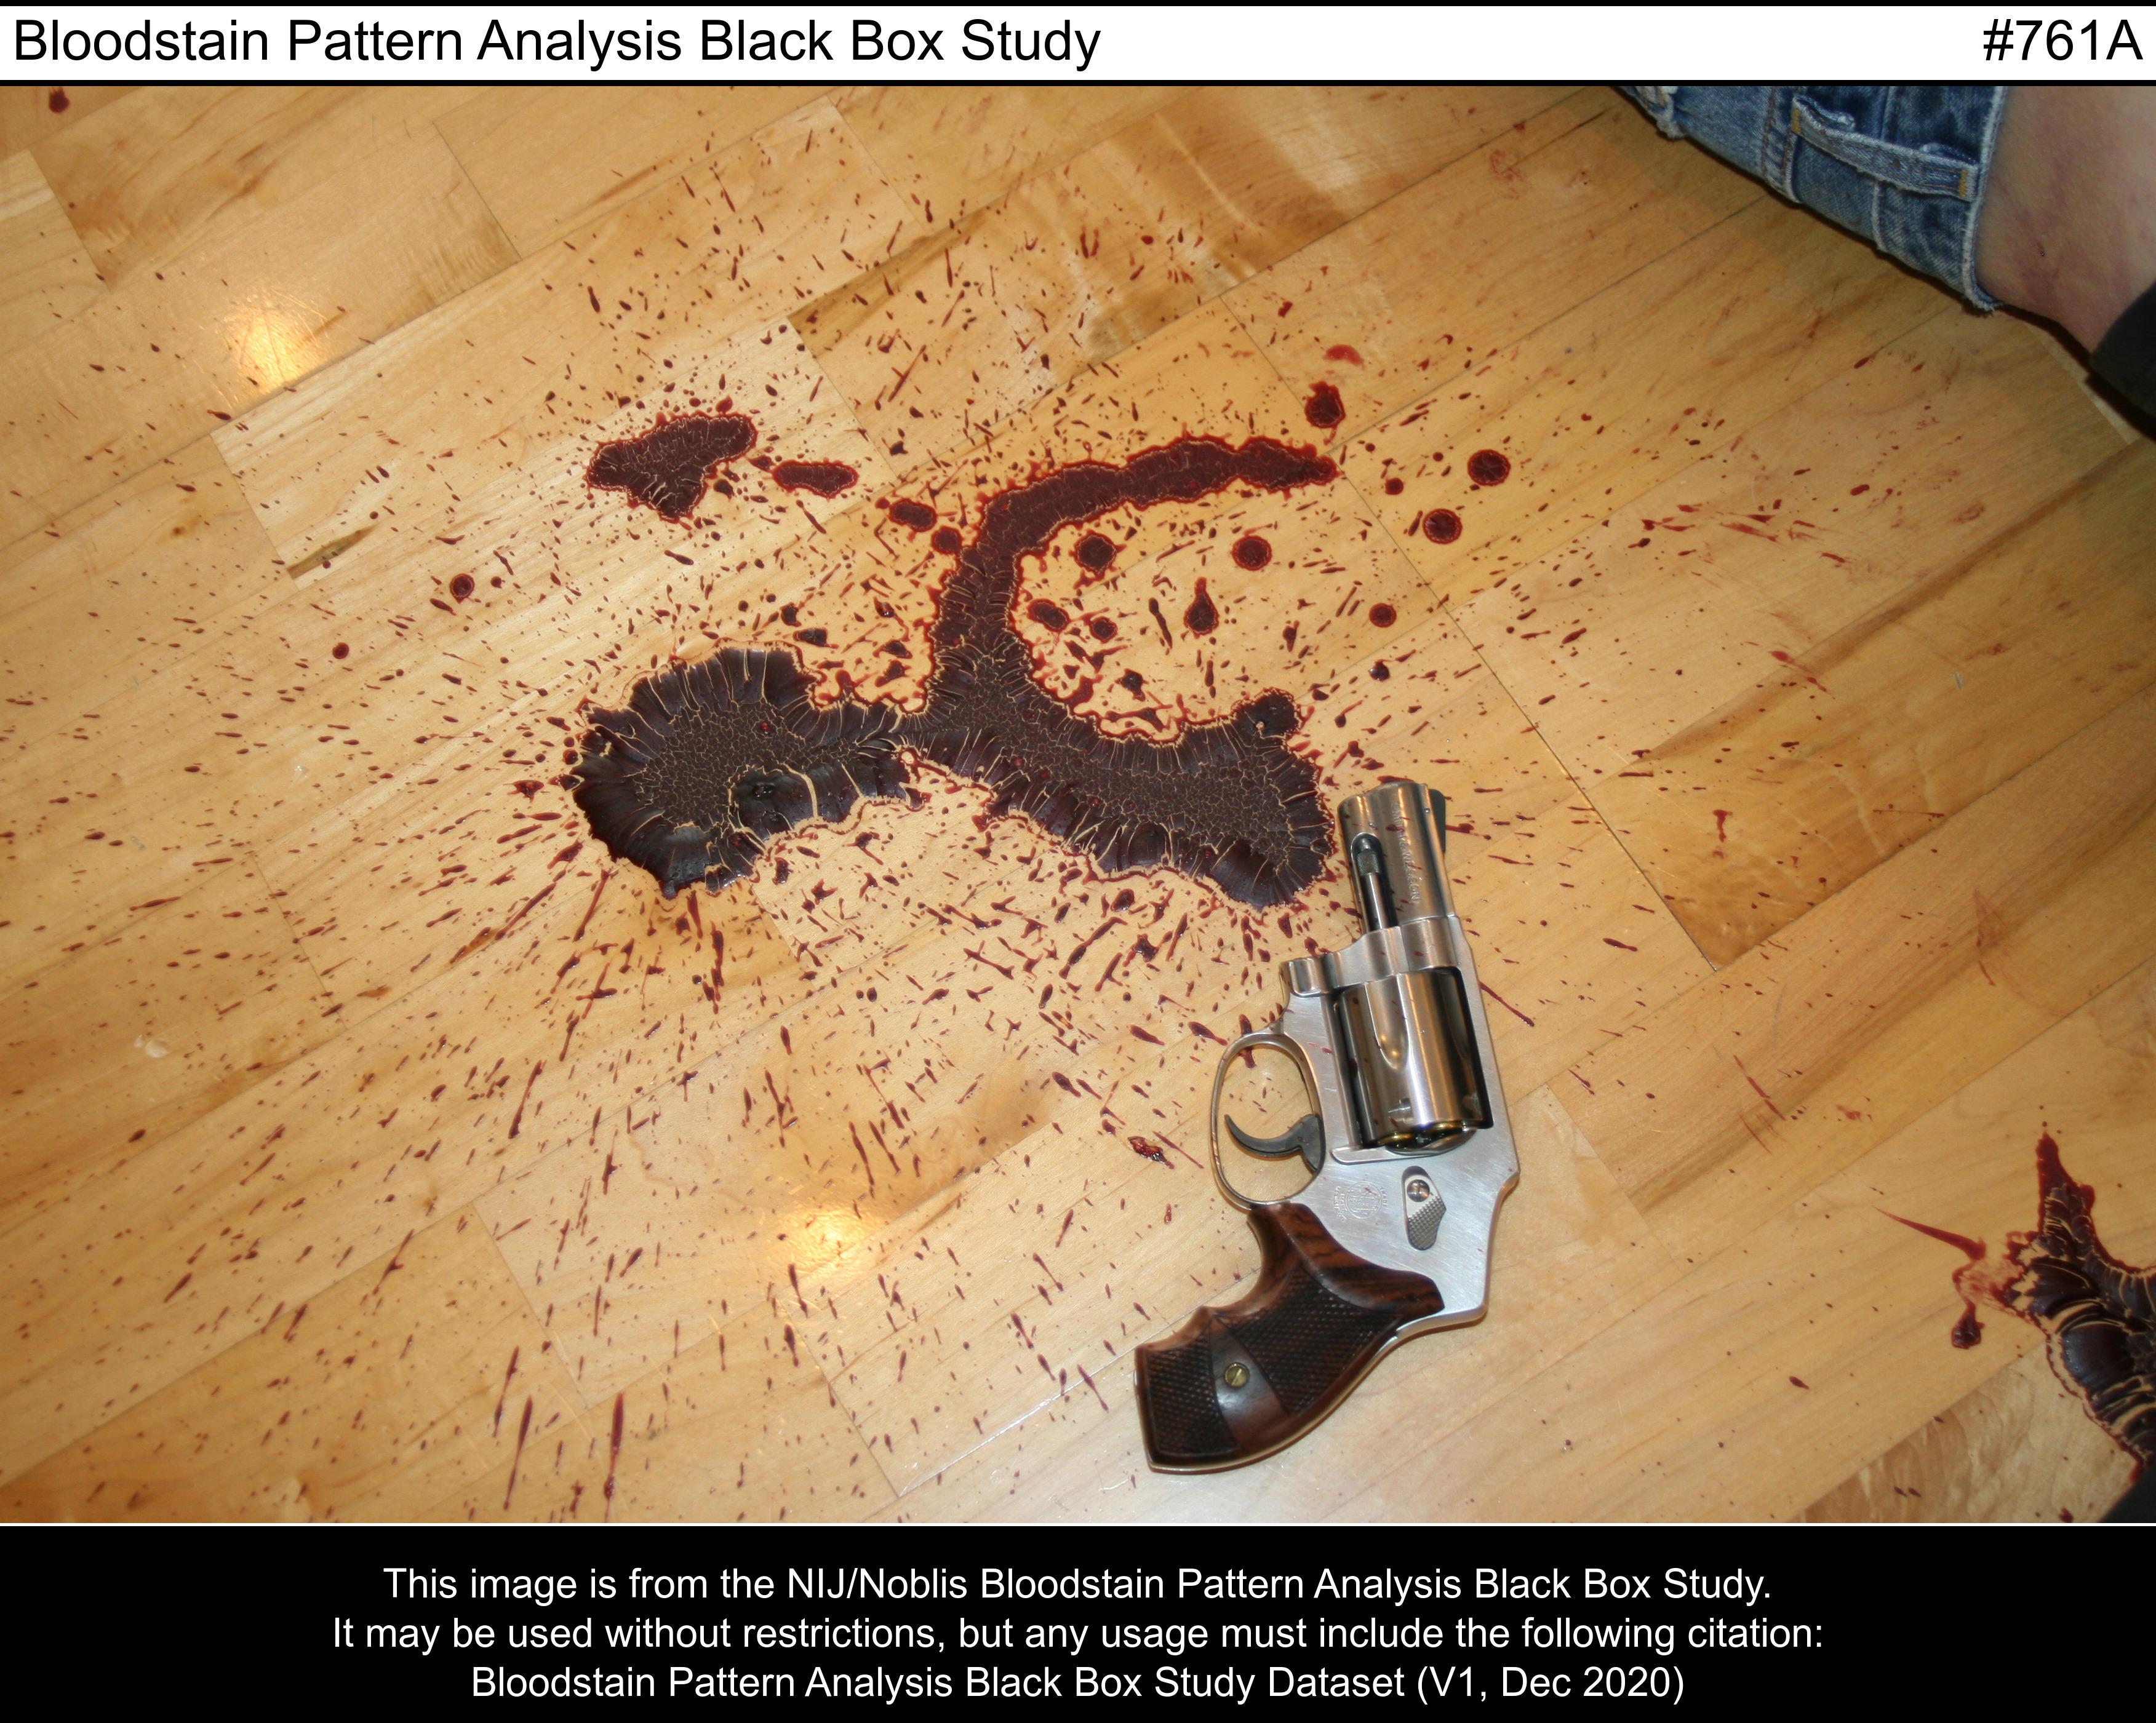 Bloodstain Pattern Analysis Black Box Study #761A
This image is from the NIJ/Noblis Bloodstain Pattern Analysis Black Box Study.
It may be used without restrictions, but any usage must include the following citation:
Bloodstain Pattern Analysis Black Box Study Dataset (V1, Dec 2020)